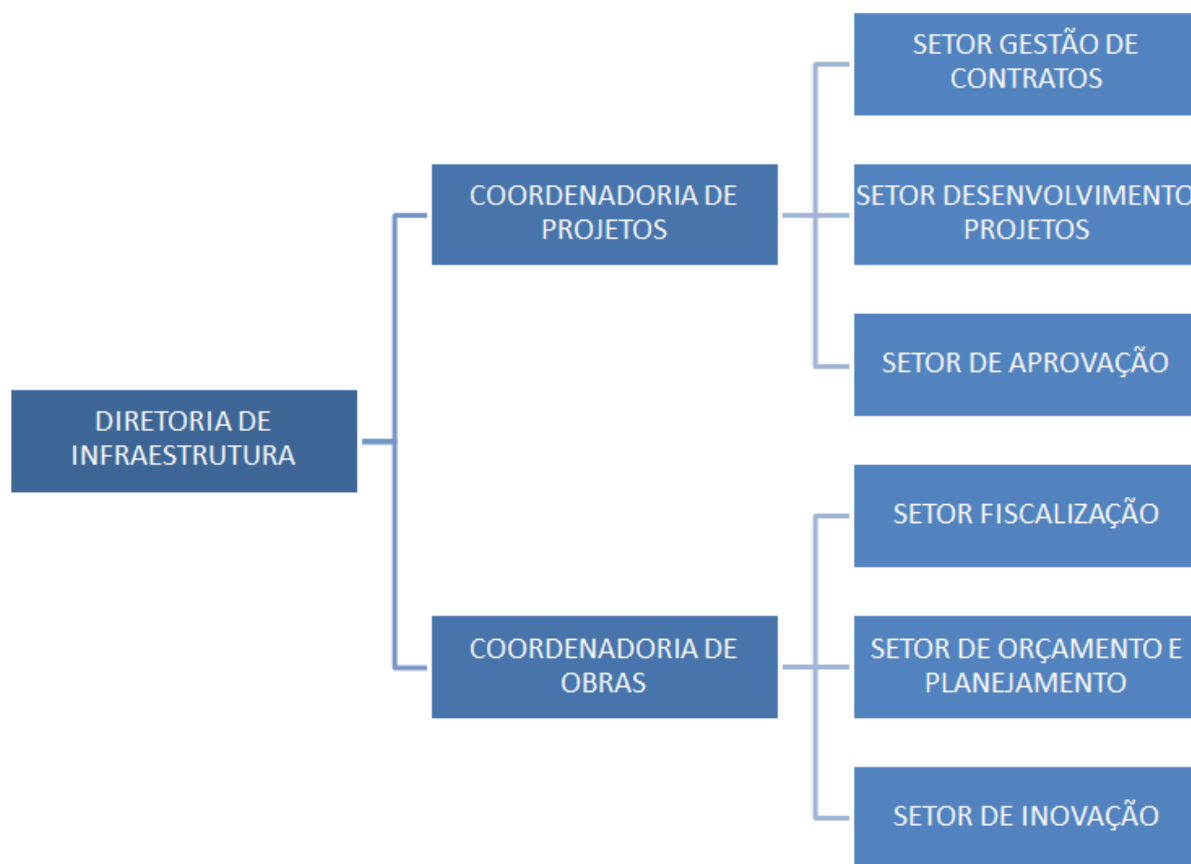 SETOR GESTÃO DE
CONTRATOS
COORDENADORIA DE
PROJETOS
SETOR DESENVOLVIMENTO
PROJETOS
SETOR DE APROVAÇÃO
DIRETORIA DE
INFRAESTRUTURA
SETOR FISCALIZAÇÃO
COORDENADORIA DE
OBRAS
SETOR DE ORÇAMENTO E
PLANEJAMENTO
SETOR DE INOVAÇÃO